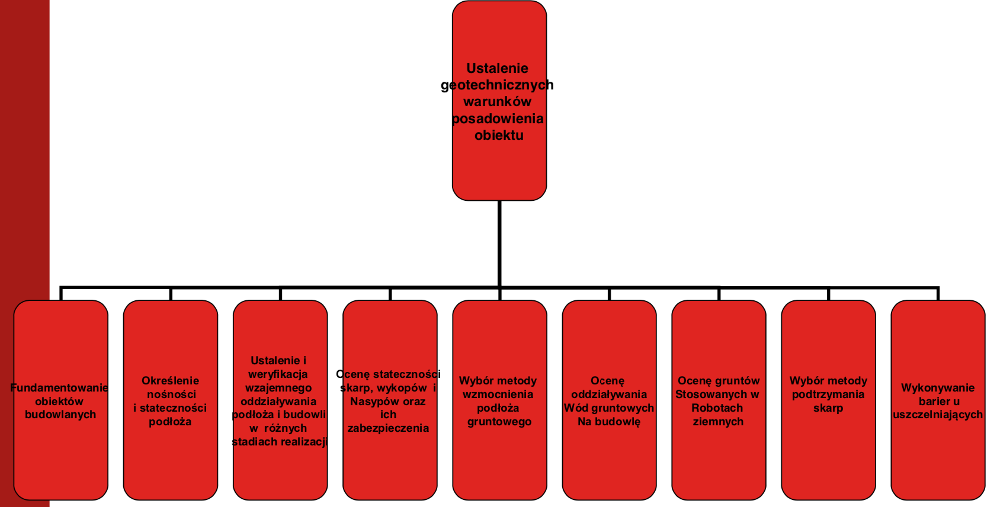 Ustalenie
geotechnicznych
warunków
posadowienia
obiektu
Fundamentowanie
obiektów
budowlanych
Określenie
nośności
i stateczności
podłoża
Ustalenie i
weryfikacja
wzajemnego
oddziaływania
podłoża i budowli
w różnych
stadiach realizacji
Ocenę stateczności
skarp, wykopów i
Nasypów oraz
ich
zabezpieczenia
Wybór metody
wzmocnienia
podłoża
gruntowego
Ocenę
oddziaływania
Wód gruntowych
Na budowlę
Ocenę gruntów
Stosowanych w
Robotach
ziemnych
Wybór metody
podtrzymania
skarp
Wykonywanie
barier u
uszczelniających